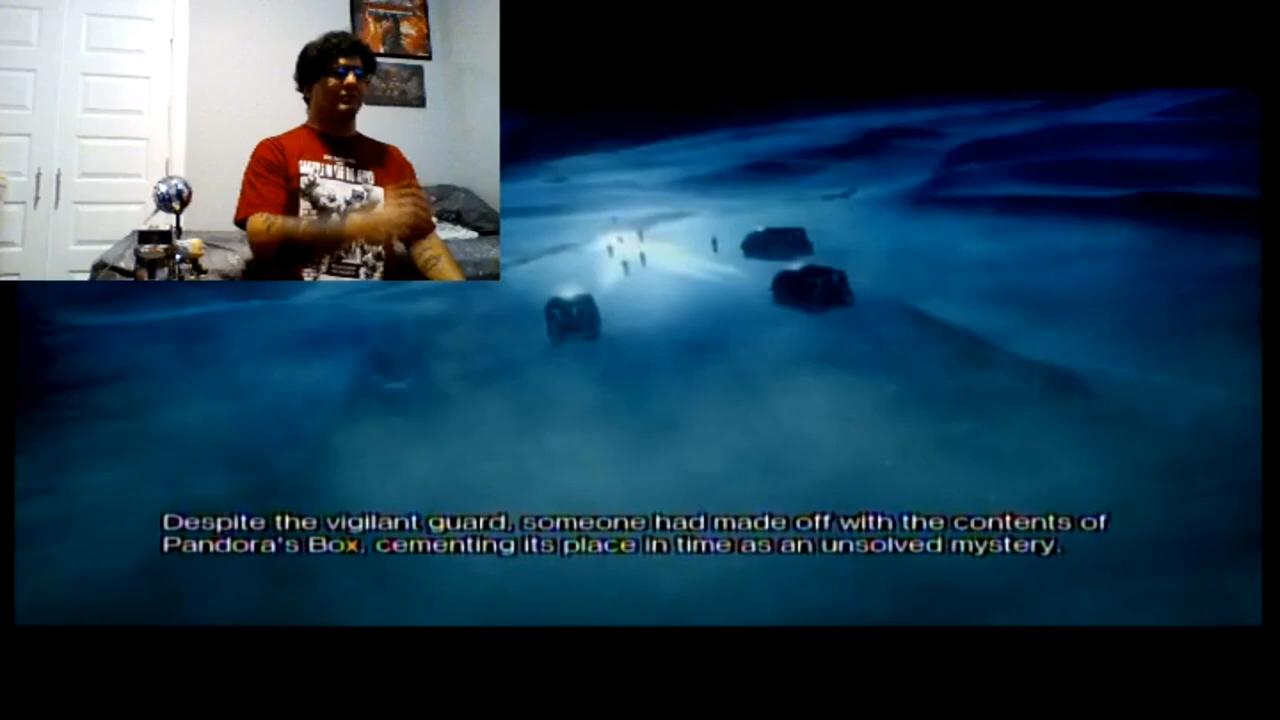 Despite the vigilant guard, someone had made off with the contents of
Pandora's Box, cementing its place in time as an unsolved mystery.